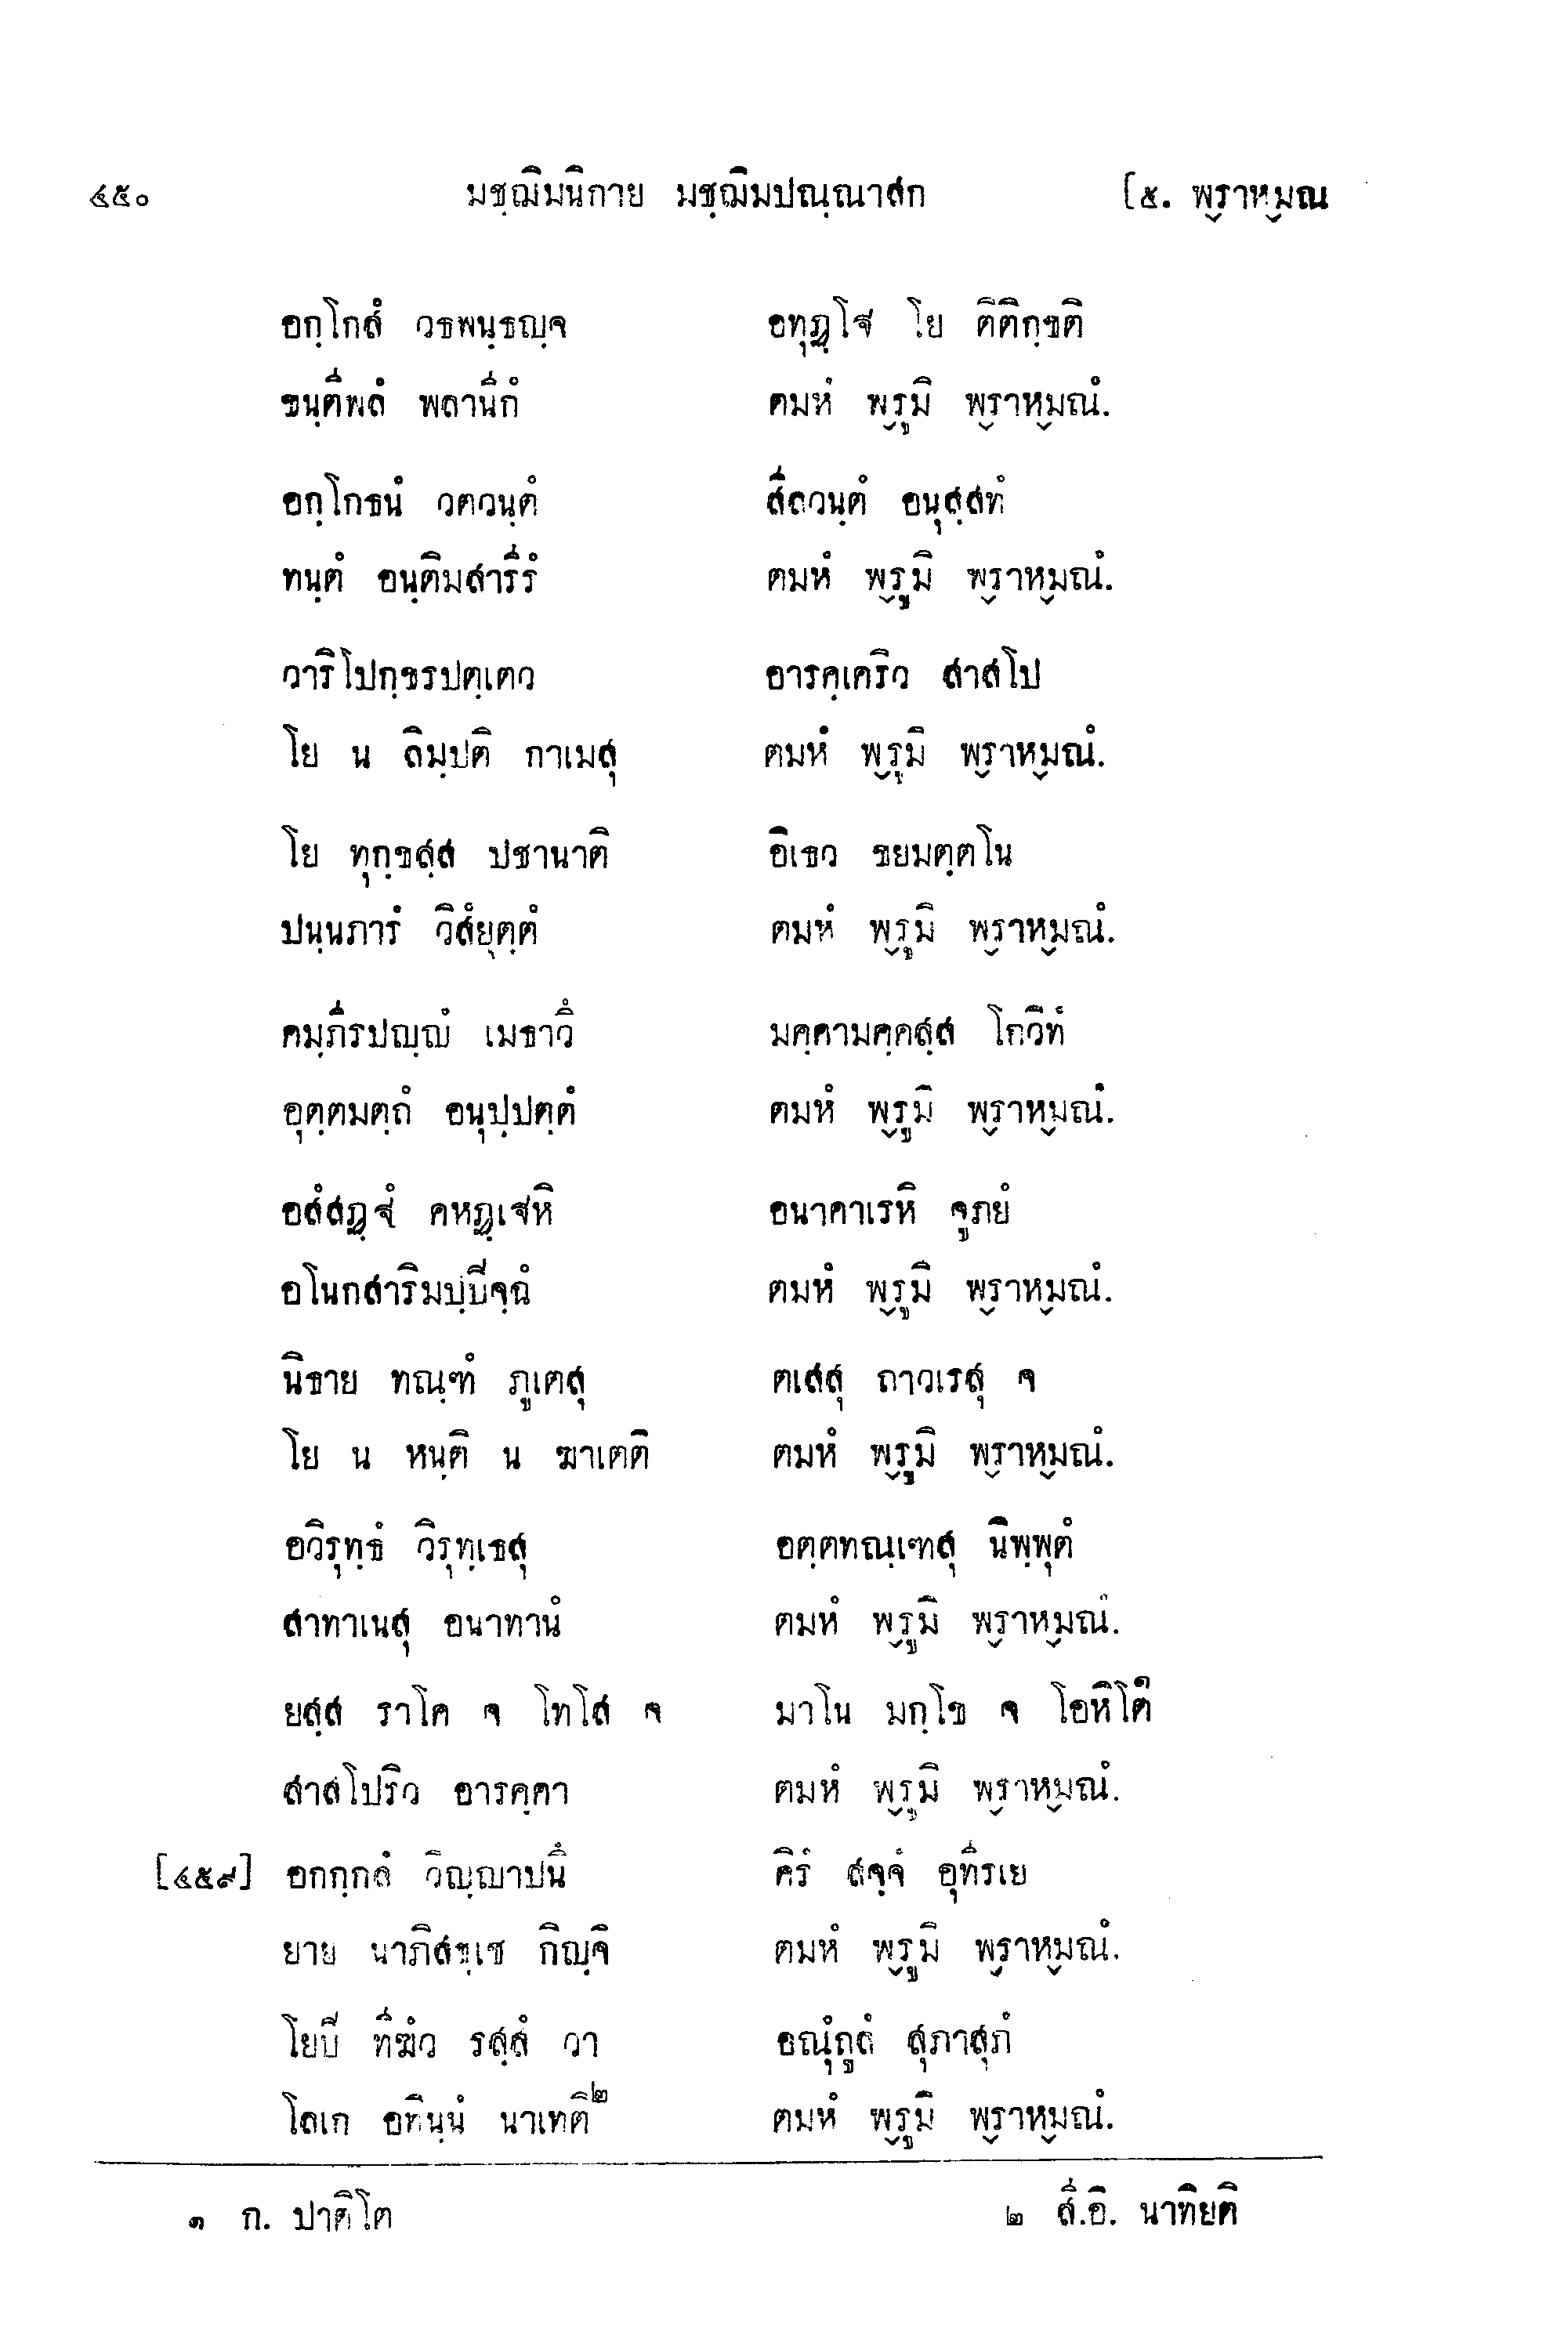 ๔๕๐ มชฺฌิมนิกาย มชฺฌิมปณฺณาสก [๕. พฺราหฺมณ
อกฺโกสํ วธพนฺธญฺจ อทุฏฺโฐ โย ติติกฺขติ
ขนฺตีพลํ พลานีกํ ตมหํ พฺรูมิ พฺราหฺมณํ.
อกฺโกธนํ วตวนฺตํ สีลวนฺตํ อนุสฺสทํ
ทนฺตํ อนฺติมสารีรํ ตมหํ พฺรูมิ พฺราหฺมณํ.
วาริโปกฺขรปตฺเตว อารคฺเคริว สาสโป
โย น ลิมฺปติ กาเมสุ ตมหํ พฺรูมิ พฺราหฺมณํ.
โย ทุกฺขสฺส ปชานาติ อิเธว ขยมตฺตโน
ปนฺนภารํ วิสํยุตฺตํ ตมหํ พฺรูมิ พฺราหฺมณํ.
คมฺภีรปญฺญํ เมธาวึ มคฺคามคฺคสฺส โกวิทํ
อุตฺตมตฺถํ อนุปฺปตฺตํ ตมหํ พฺรูมิ พฺราหฺมณํ.
อสํสฏฺฐํ คหฏฺเฐหิ อนาคาเรหิ จูภยํ
อโนกสาริมปฺปิจฺฉํ ตมหํ พฺรูมิ พฺราหฺมณํ.
นิธาย ทณฺฑํ ภูเตสุ ตเสสุ ถาวเรสุ จ
โย น หนฺติ น ฆาเตติ ตมหํ พฺรูมิ พฺราหฺมณํ.
อวิรุทฺธํ วิรุทฺเธสุ อตฺตทณฺเฑสุ นิพฺพุตํ
สาทาเนสุ อนาทานํ ตมหํ พฺรูมิ พฺราหฺมณํ.
ยสฺส ราโค จ โทโส จ มาโน มกฺโข จ โอหิโต๑
สาสโปริว อารคฺคา ตมหํ พฺรูมิ พฺราหฺมณํ.
[๔๕๙] อกกฺกสํ วิญฺญาปนึ คิรํ สจฺจํ อุทีรเย
ยาย นาภิสชฺเช กิญฺจิ ตมหํ พฺรูมิ พฺราหฺมณํ.
โยปี ทีฆํว รสฺสํ วา อณุํถูลํ สุภาสุภํ
โลเก อทินฺนํ นาเทติ๒ ตมหํ พฺรูมิ พฺราหฺมณํ.
๑ ก. ปาติโต ๒ สี.อิ. นาทิยติ